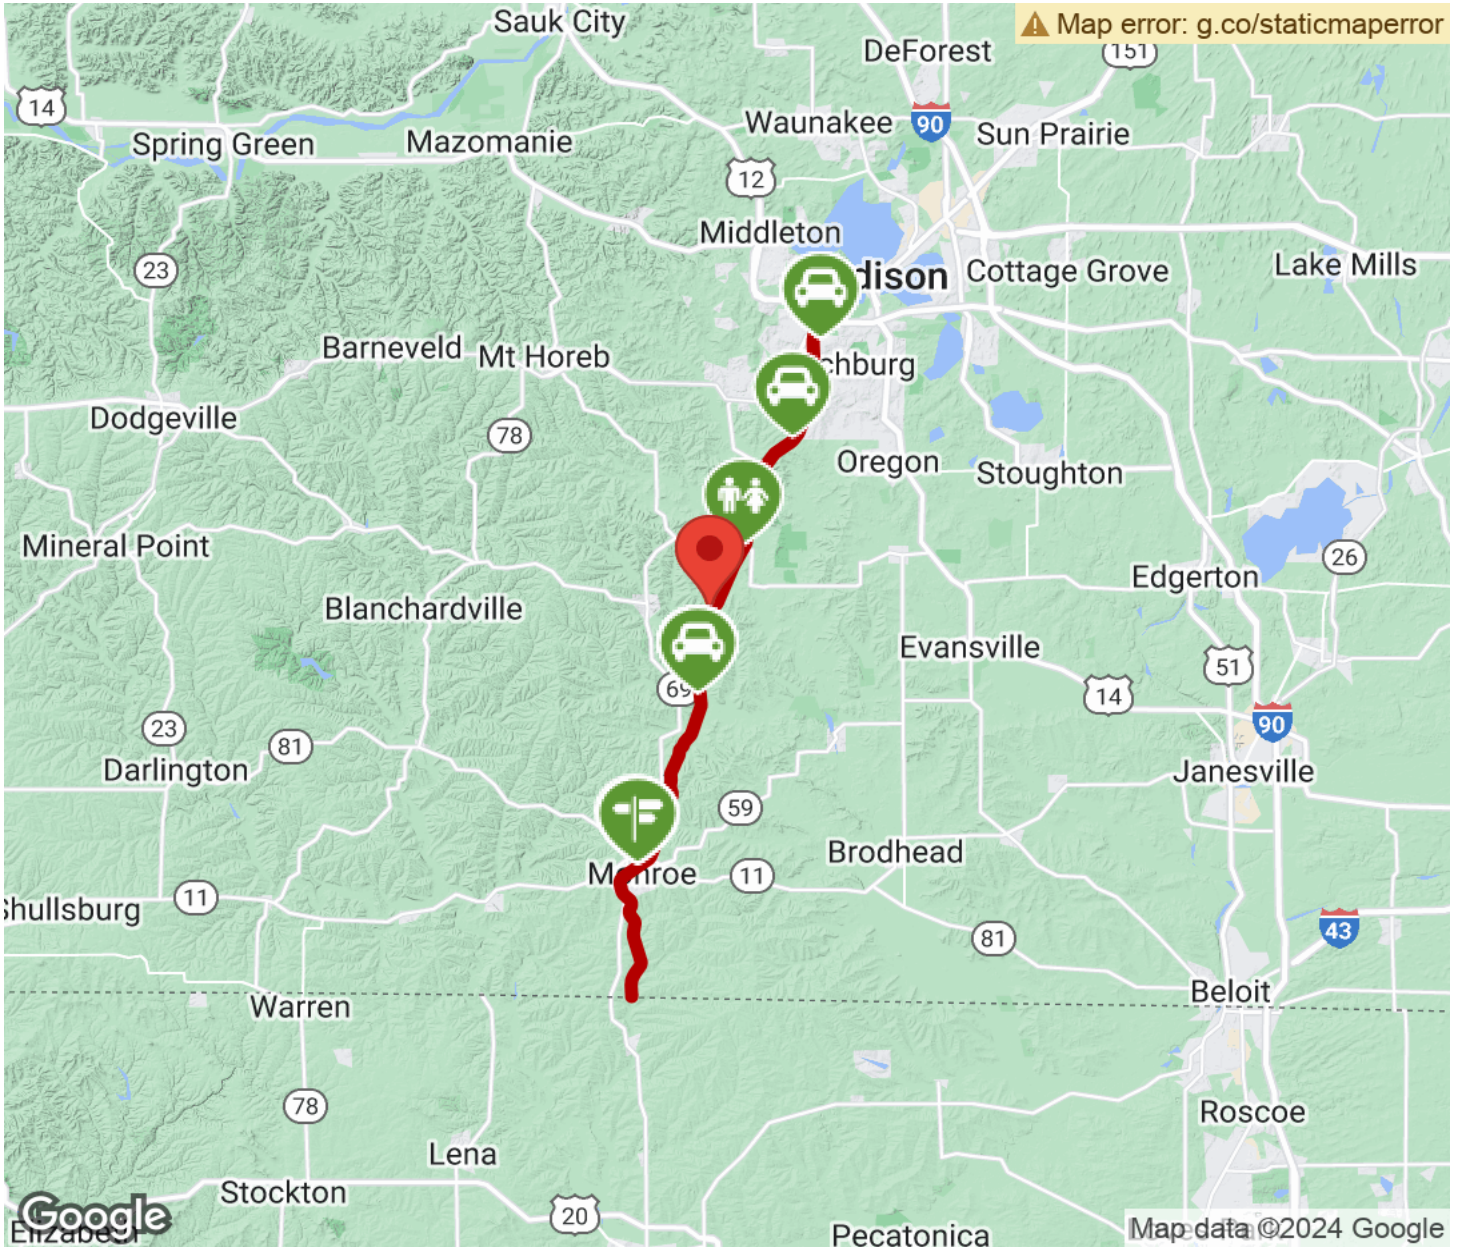 Sauk City
Map error: g.co/staticmaperror
DeForest
151
14
Waunakee
90
Sun Prairie
Spring Green
Mazomanie
12
Middleton
23
dison
Cottage Grove
Lake Mills
Barneveld
Mt Horeb
chburg
Dodgeville
78
Oregon
Stoughton
Mineral Point
26
Edgerton
Blanchardville
Evansville
51
69
14
23
81
90
Darlington
Janesville
59
Brodhead
Monroe
11
11
Shullsburg
81
43
Warren
Beloit
78
Roscoe
Lena
Stockton
20
Google
Elizabeth
Pecatonica
Map data ©2024 Google